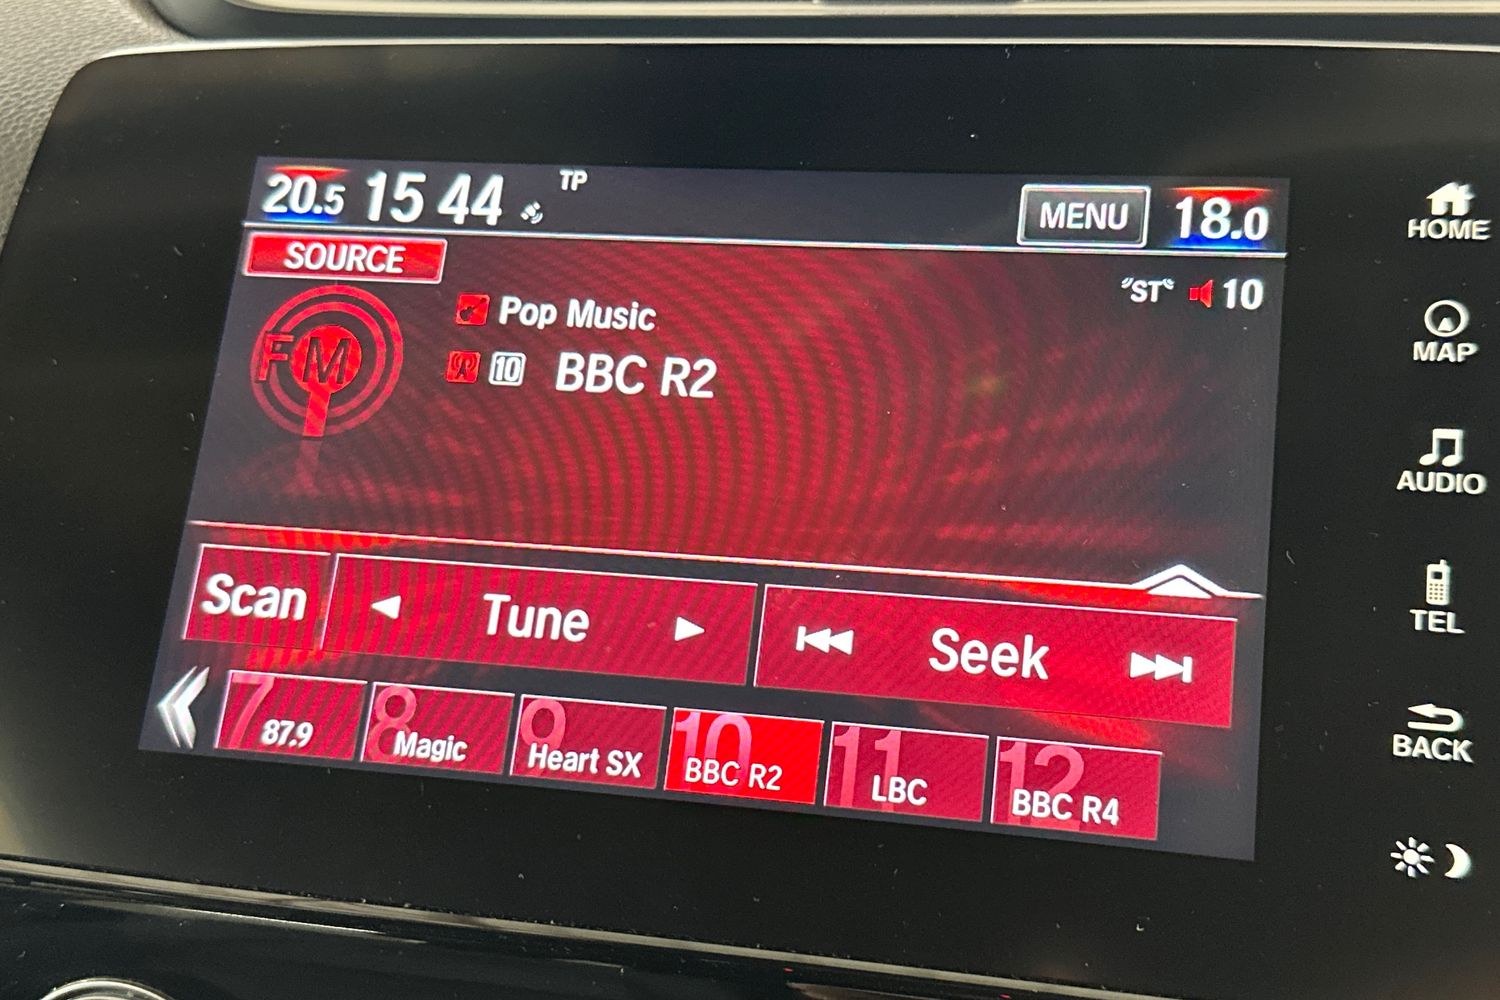 20.5 15 44 TP MENU 18.0
SOURCE
"ST" 10
FM
Pop Music
10 BBC R2
Scan Tune Seek
7 87.9
8 Magic
9 Heart SX
10 BBC R2
11 LBC
12 BBC R4
HOME
MAP
AUDIO
TEL
BACK